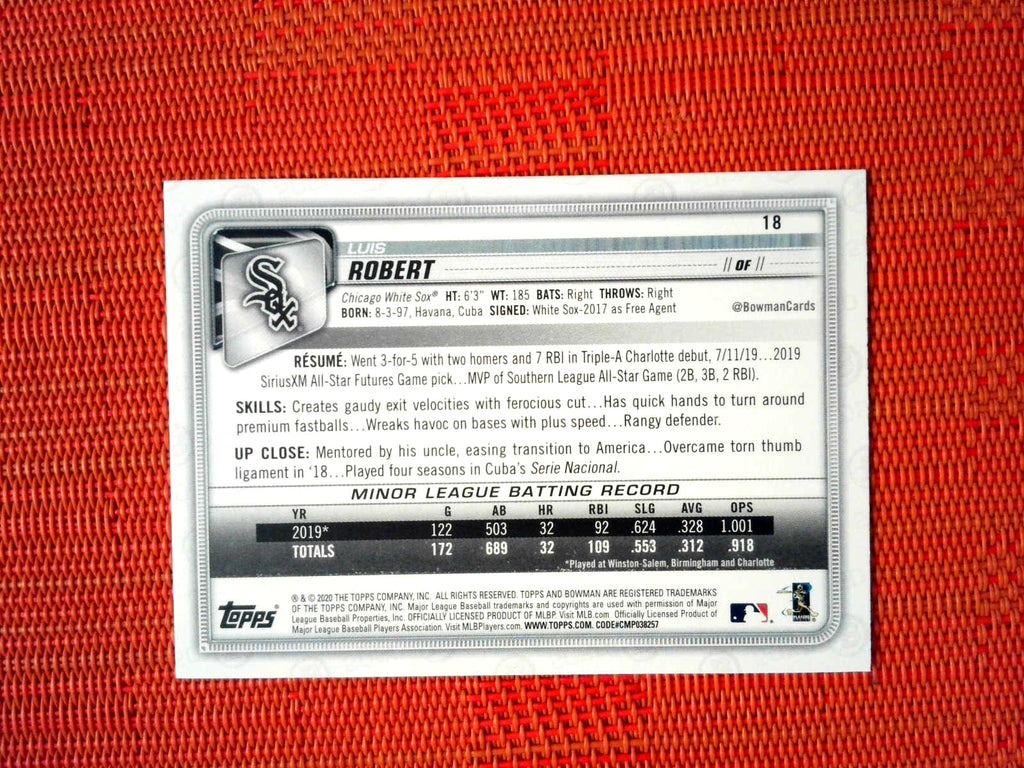 18
LUIS
ROBERT // OF //
Chicago White Sox® HT: 6'3" WT: 185 BATS: Right THROWS: Right
BORN: 8-3-97, Havana, Cuba SIGNED: White Sox-2017 as Free Agent
@BowmanCards
Sox
RÉSUMÉ: Went 3-for-5 with two homers and 7 RBI in Triple-A Charlotte debut, 7/11/19...2019
SiriusXM All-Star Futures Game pick...MVP of Southern League All-Star Game (2B, 3B, 2 RBI).
SKILLS: Creates gaudy exit velocities with ferocious cut...Has quick hands to turn around
premium fastballs...Wreaks havoc on bases with plus speed...Rangy defender.
UP CLOSE: Mentored by his uncle, easing transition to America...Overcame torn thumb
ligament in '18...Played four seasons in Cuba's Serie Nacional.
MINOR LEAGUE BATTING RECORD
YR G AB HR RBI SLG AVG OPS
2019* 122 503 32 92 .624 .328 1.001
TOTALS 172 689 32 109 .553 .312 .918
*Played at Winston-Salem, Birmingham and Charlotte
Topps
® & © 2020 THE TOPPS COMPANY, INC. ALL RIGHTS RESERVED. TOPPS AND BOWMAN ARE REGISTERED TRADEMARKS
OF THE TOPPS COMPANY, INC. Major League Baseball trademarks and copyrights are used with permission of Major
League Baseball Properties, Inc. OFFICIALLY LICENSED PRODUCT OF MLBP. Visit MLB.com Officially Licensed Product of
Major League Baseball Players Association. Visit MLBPlayers.com. WWW.TOPPS.COM. CODE#CMP038257